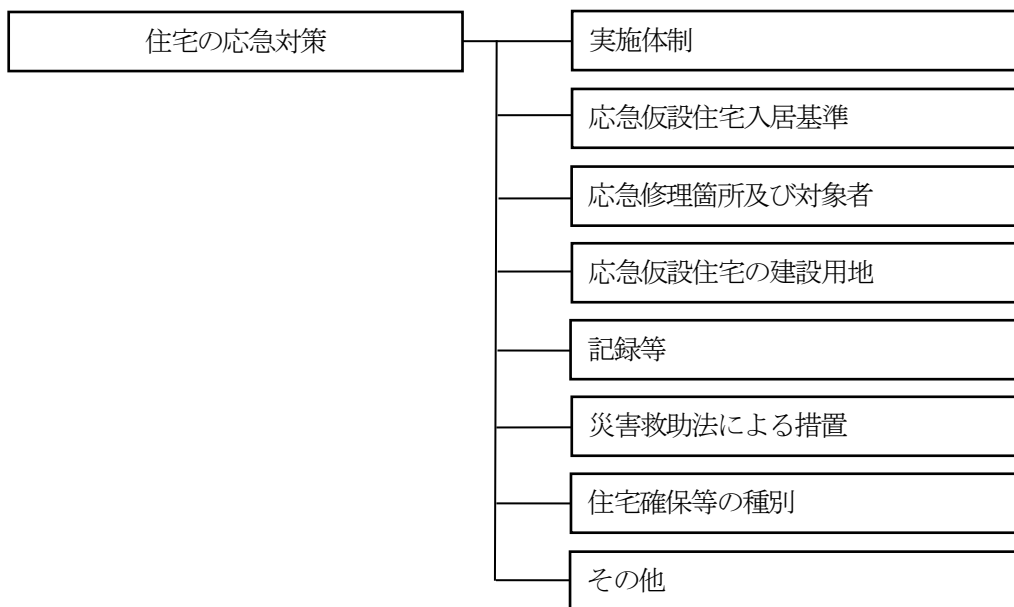 住宅の応急対策
実施体制
応急仮設住宅入居基準
応急修理箇所及び対象者
応急仮設住宅の建設用地
記録等
災害救助法による措置
住宅確保等の種別
その他